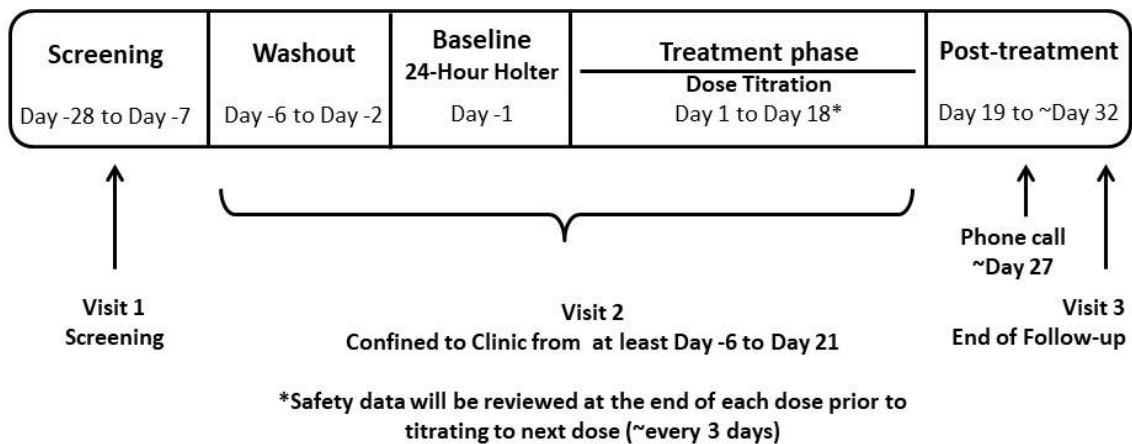 Screening
Day -28 to Day -7
Washout
Day -6 to Day -2
Baseline
24-Hour Holter
Day -1
Treatment phase
Dose Titration
Day 1 to Day 18*
Post-treatment
Day 19 to ~Day 32
Visit 1
Screening
Visit 2
Confined to Clinic from at least Day -6 to Day 21
Phone call
~Day 27
Visit 3
End of Follow-up
*Safety data will be reviewed at the end of each dose prior to
titrating to next dose (~every 3 days)